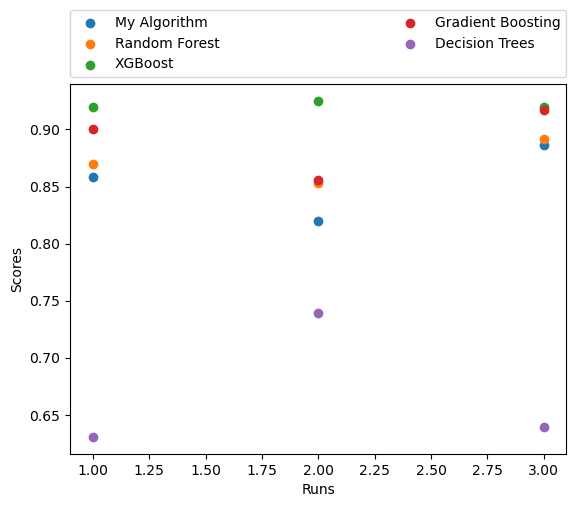 My Algorithm
Random Forest
XGBoost
Gradient Boosting
Decision Trees
0.90
0.85
0.80
0.75
0.70
0.65
Scores
1.00 1.25 1.50 1.75 2.00 2.25 2.50 2.75 3.00
Runs